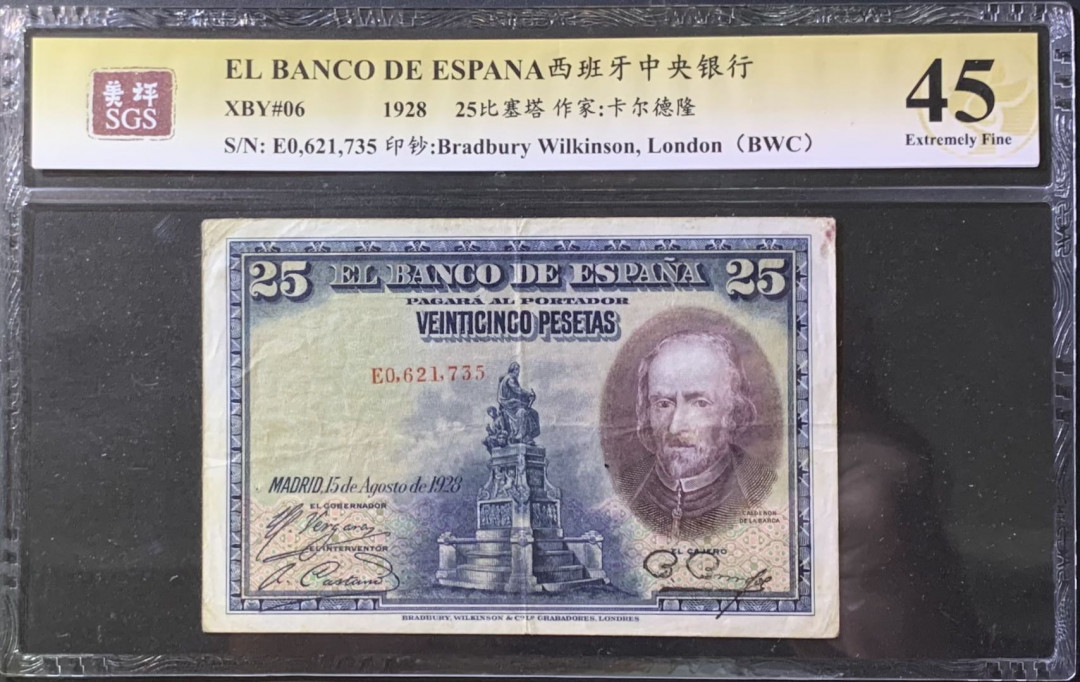 EL BANCO DE ESPANA西班牙中央银行
美评
SGS
XBY#06 1928 25比塞塔 作家:卡尔德隆
45
Extremely Fine
S/N: E0,621,735 印钞:Bradbury Wilkinson, London（BWC）
25 EL BANCO DE ESPAÑA 25
PAGARÁ AL PORTADOR
VEINTICINCO PESETAS
E0,621,735
MADRID, 15 de Agosto de 1928
EL GOBERNADOR
EL INTERVENTOR
CALDERON
DE LA BARCA
EL CAJERO
BRADBURY, WILKINSON & Cº Lᵈ GRABADORES, LONDRES